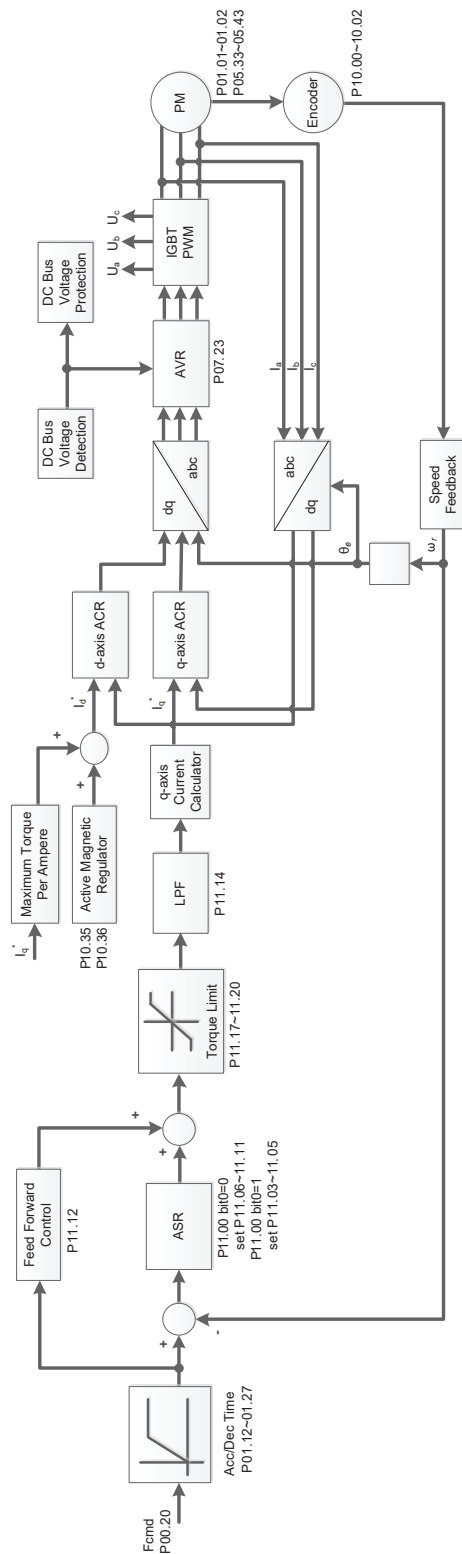 Fcmd
P00.20
Acc/Dec Time
P01.12~01.27
+
-
Feed Forward
Control
P11.12
ASR
P11.00 bit0=0
set P11.06~11.11
P11.00 bit0=1
set P11.03~11.05
+
+
Torque Limit
P11.17~11.20
LPF
P11.14
q-axis
Current
Calculator
Iq*
Iq*
Maximum Torque
Per Ampere
P10.35
P10.36
Active Magnetic
Regulator
+
+
Id*
d-axis ACR
q-axis ACR
dq
abc
DC Bus
Voltage
Detection
DC Bus
Voltage
Protection
AVR
P07.23
Ua
Ub
Uc
IGBT
PWM
PM
P01.01~01.02
P05.33~05.43
Encoder
P10.00~10.02
Ia
Ib
Ic
abc
dq
θe
ωr
Speed
Feedback